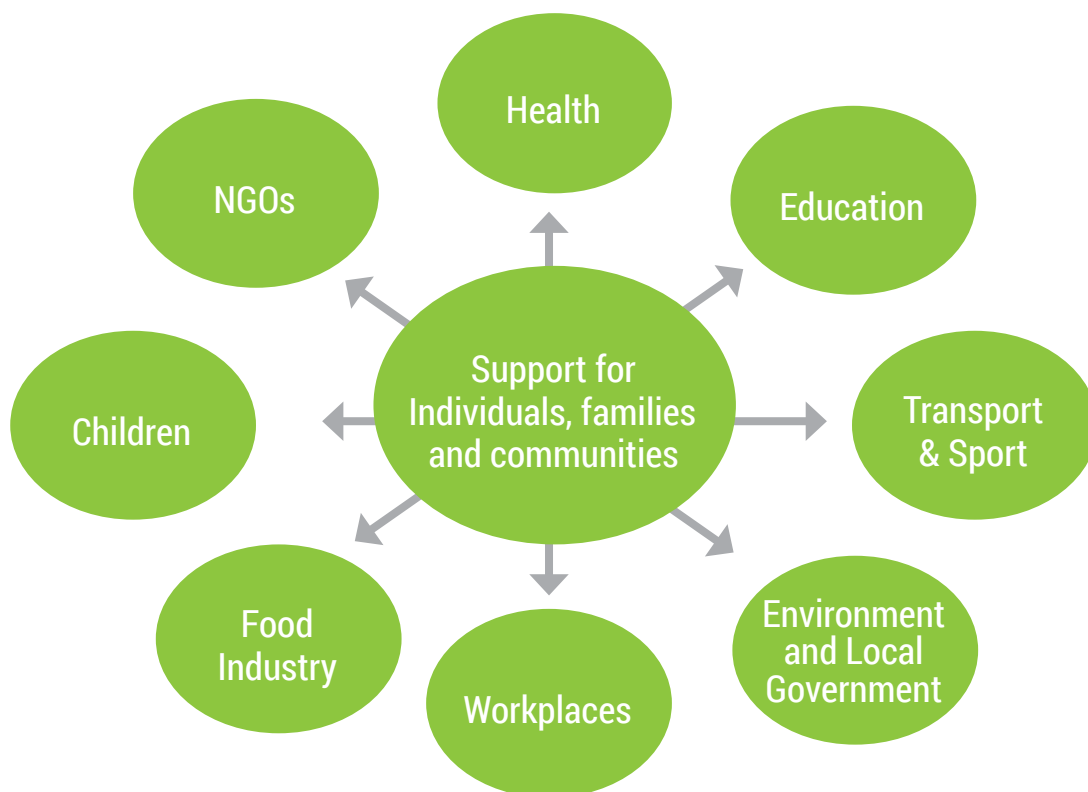 Health
NGOs
Education
Support for
Individuals, families
and communities
Children
Transport
& Sport
Food
Industry
Environment
and Local
Government
Workplaces